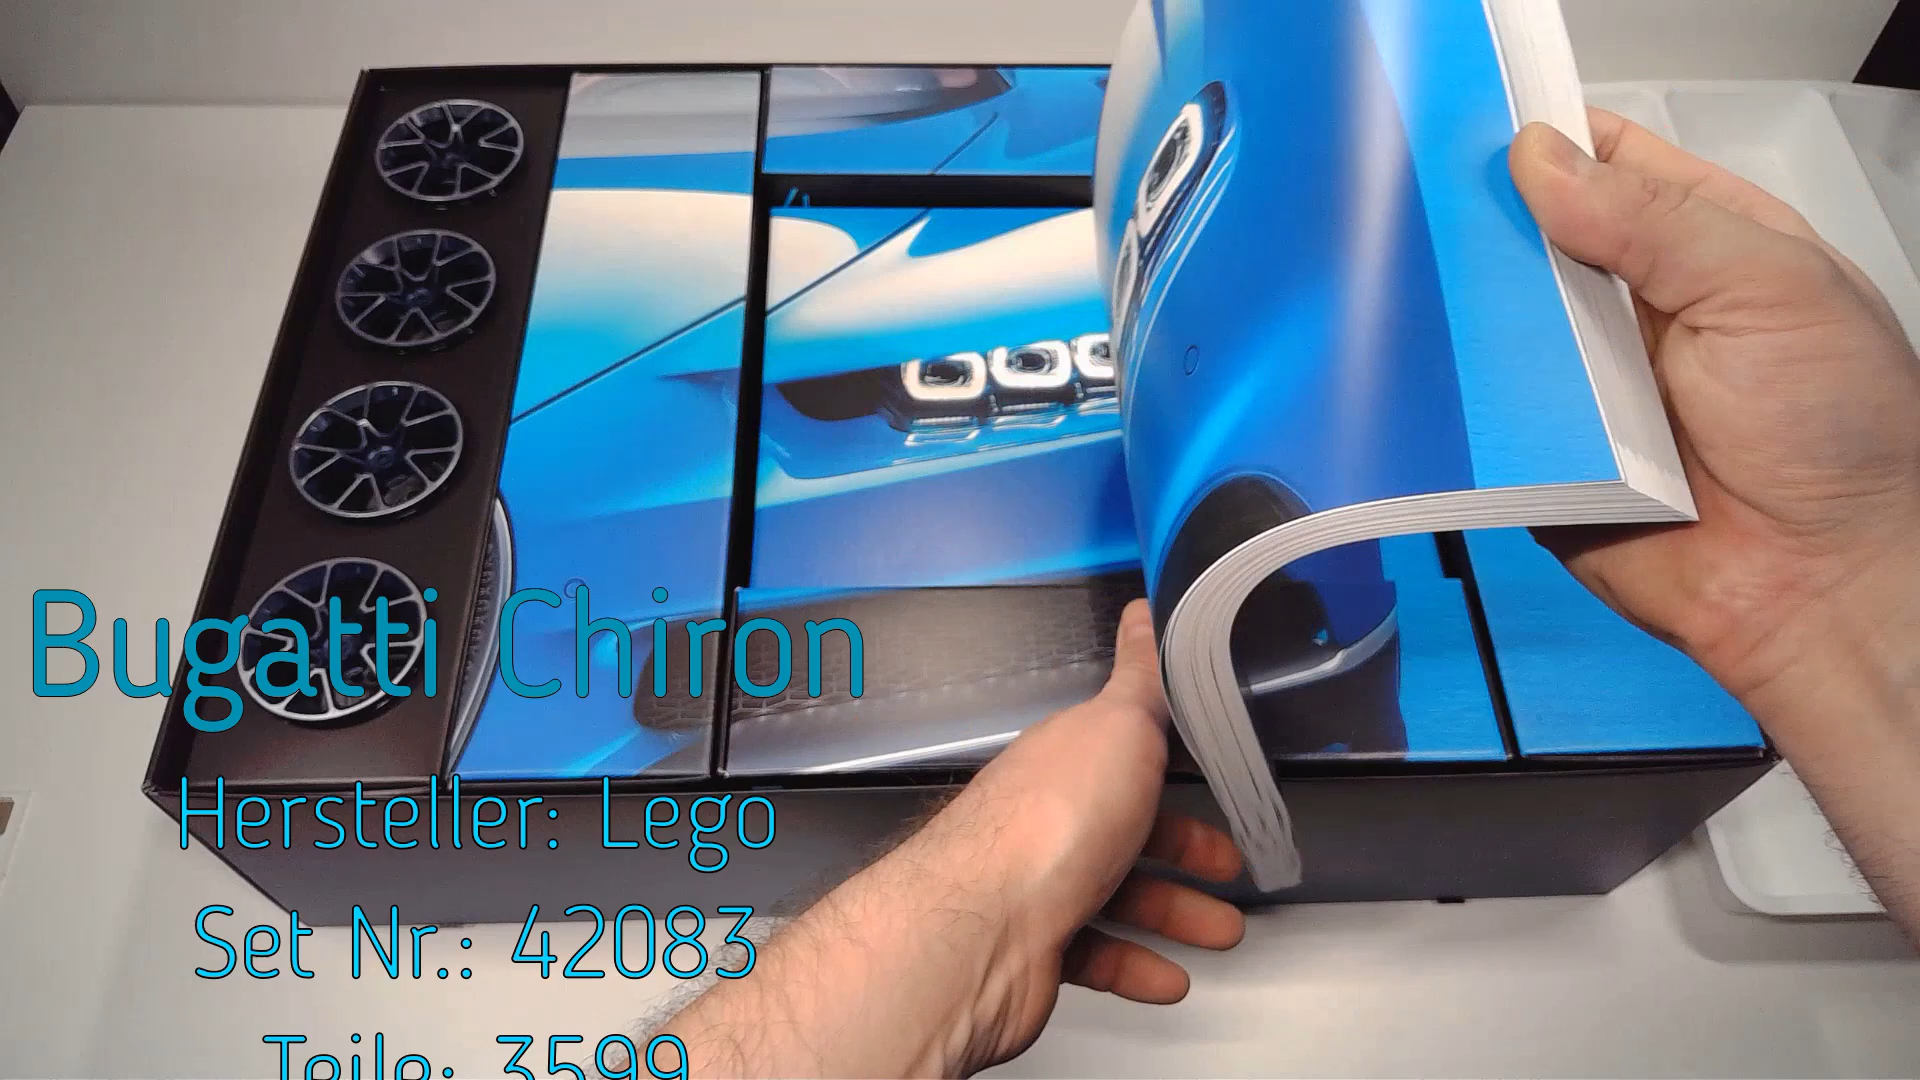 Bugatti Chiron
Hersteller: Lego
Set Nr.: 42083
Teile: 3599